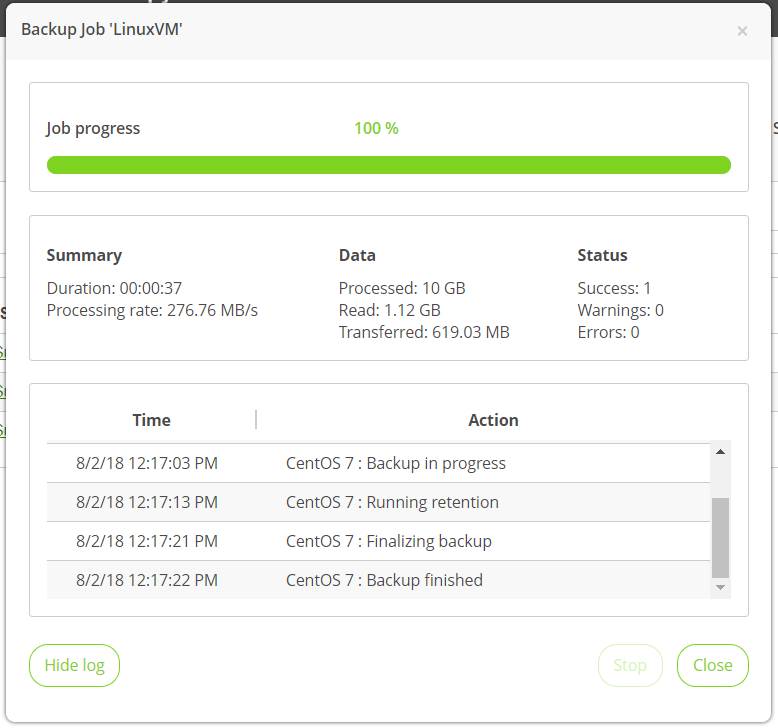 Backup Job 'LinuxVM'
×
Job progress 100 %
Summary Data Status
Duration: 00:00:37 Processed: 10 GB Success: 1
Processing rate: 276.76 MB/s Read: 1.12 GB Warnings: 0
Transferred: 619.03 MB Errors: 0
Time Action
8/2/18 12:17:03 PM CentOS 7 : Backup in progress
8/2/18 12:17:13 PM CentOS 7 : Running retention
8/2/18 12:17:21 PM CentOS 7 : Finalizing backup
8/2/18 12:17:22 PM CentOS 7 : Backup finished
Hide log Stop Close